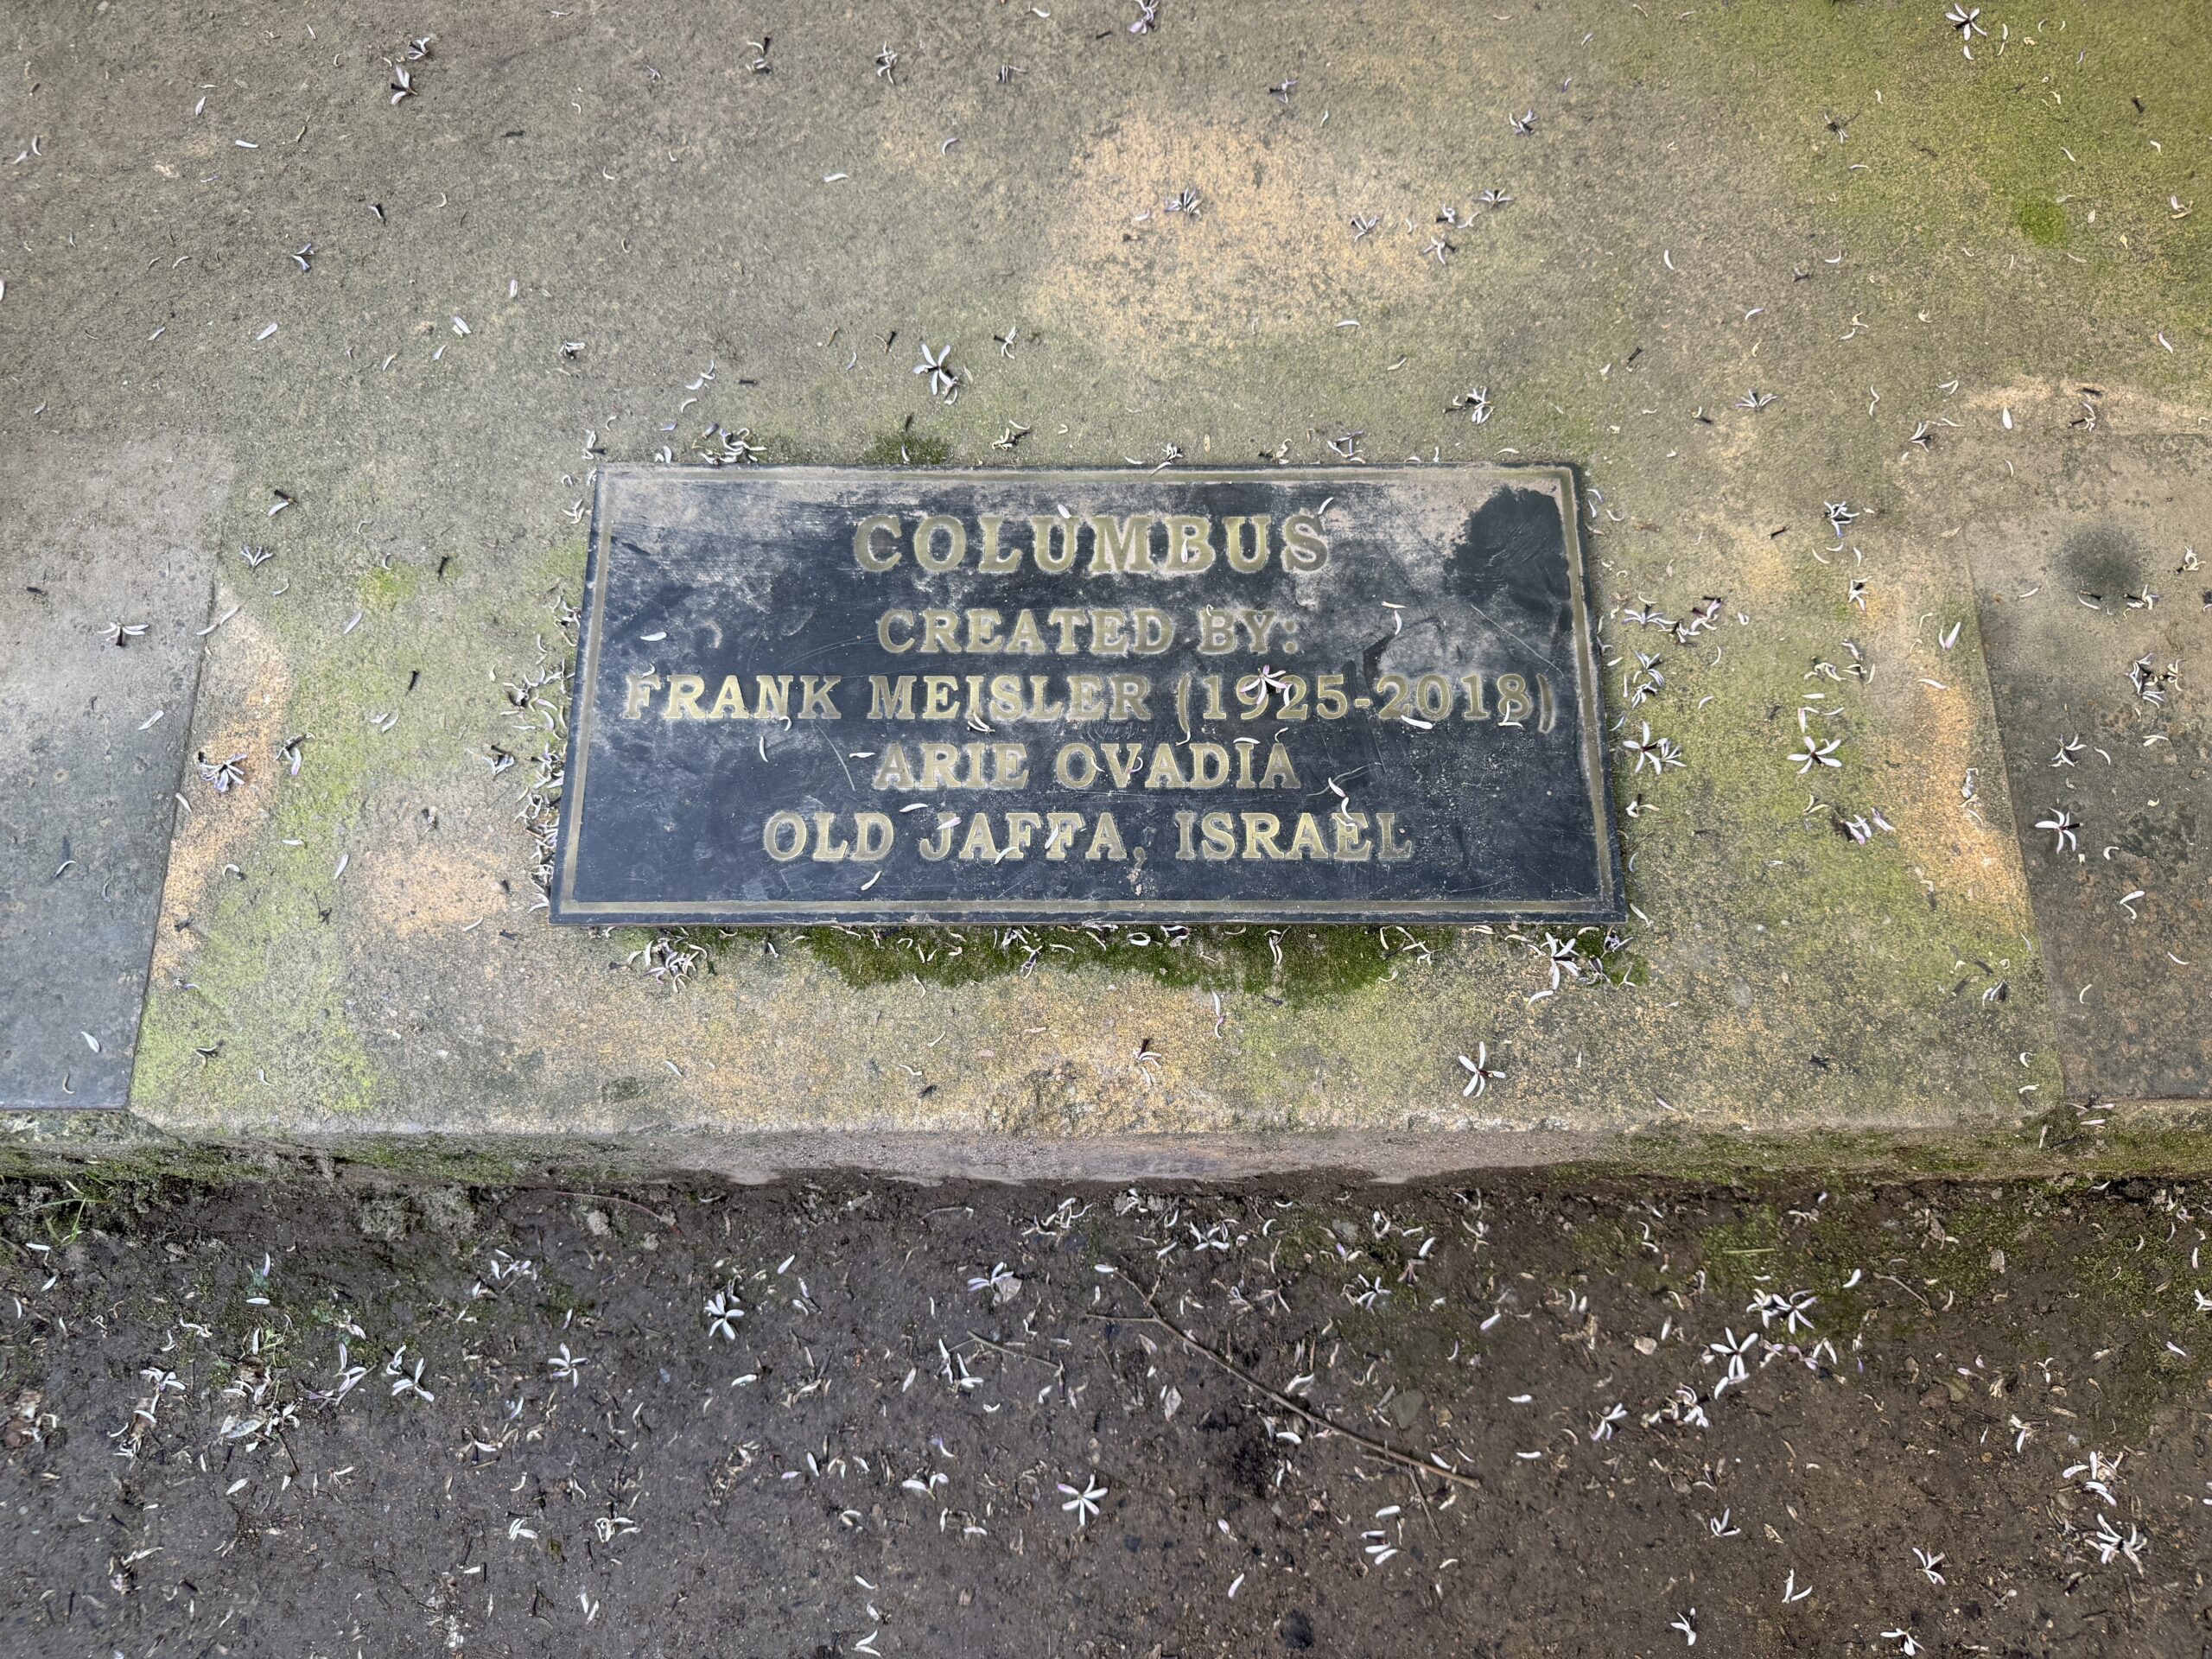 COLUMBUS
CREATED BY:
FRANK MEISLER (1925-2018)
ARIE OVADIA
OLD JAFFA, ISRAEL